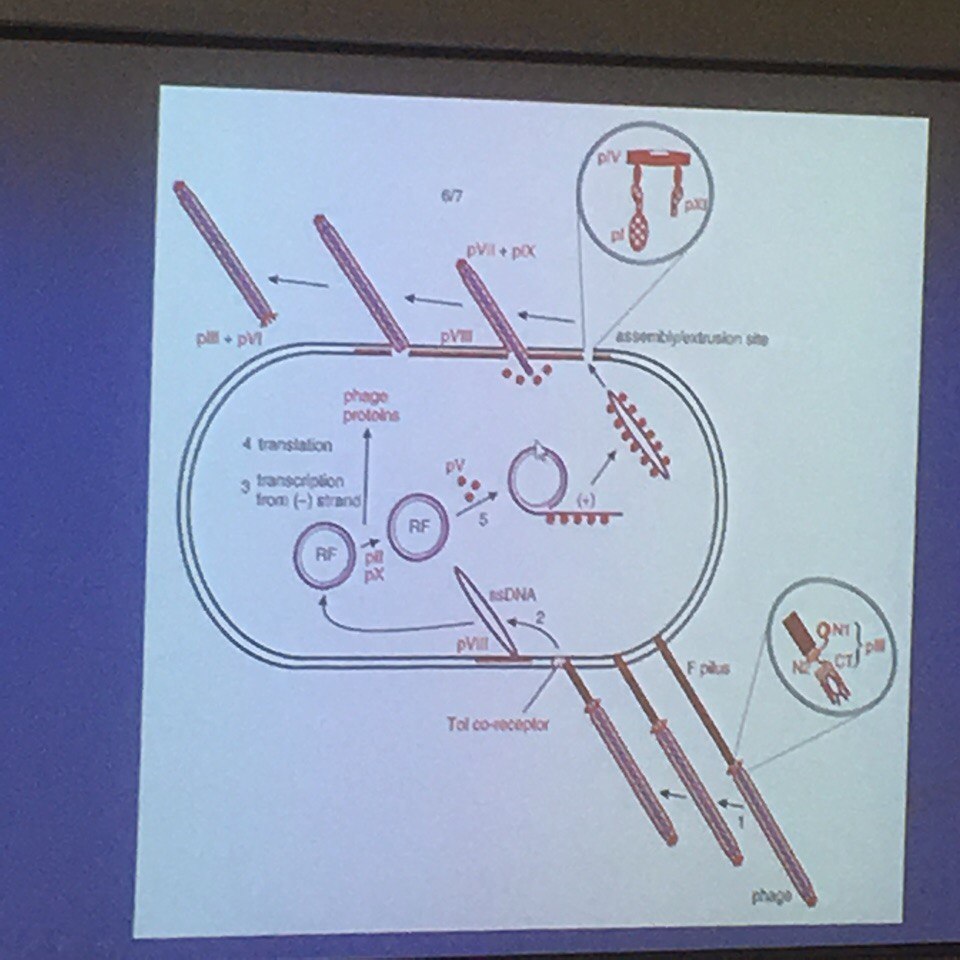 6/7
pIV
pXI
pI
pVII + pIX
pIII + pVI
pVIII
assembly/extrusion site
phage
proteins
4 translation
3 transcription
from (–) strand
pV
5
(+)
RF
RF
pII
pX
ssDNA
2
pVIII
F pilus
Tol co-receptor
N1
N2
CT
pIII
1
phage